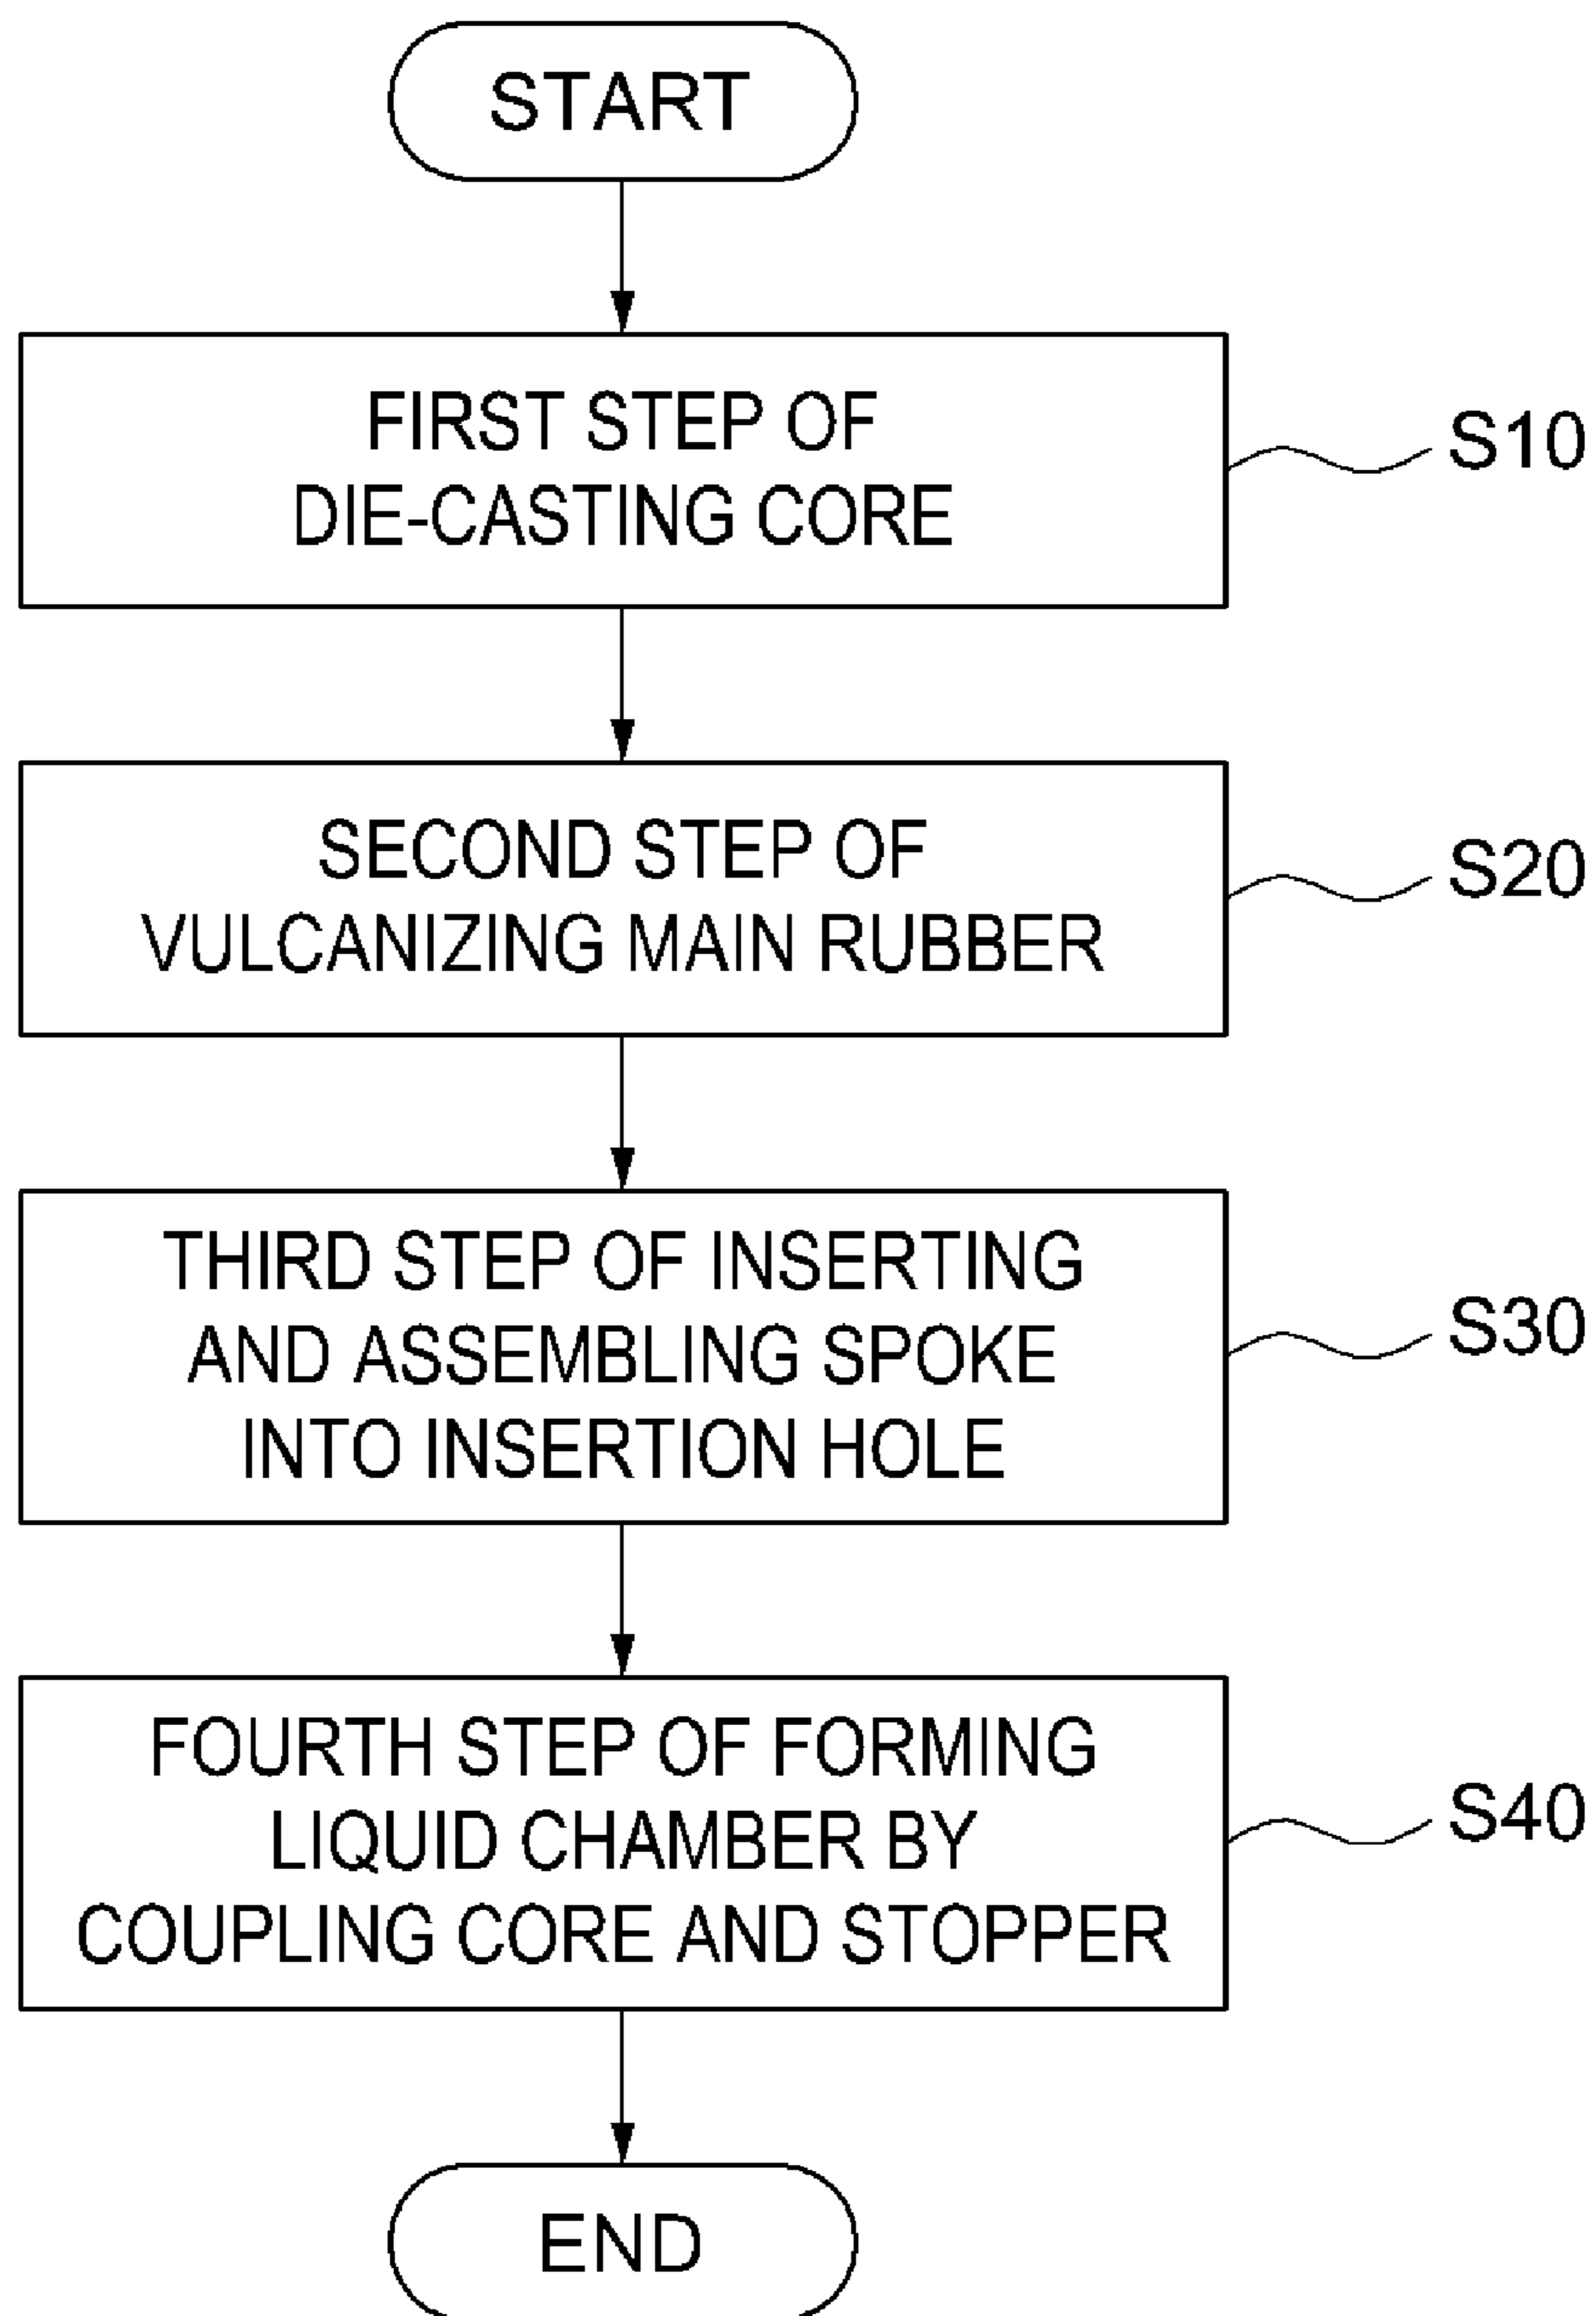 START
FIRST STEP OF
DIE-CASTING CORE
S10
SECOND STEP OF
VULCANIZING MAIN RUBBER
S20
THIRD STEP OF INSERTING
AND ASSEMBLING SPOKE
INTO INSERTION HOLE
S30
FOURTH STEP OF FORMING
LIQUID CHAMBER BY
COUPLING CORE AND STOPPER
S40
END